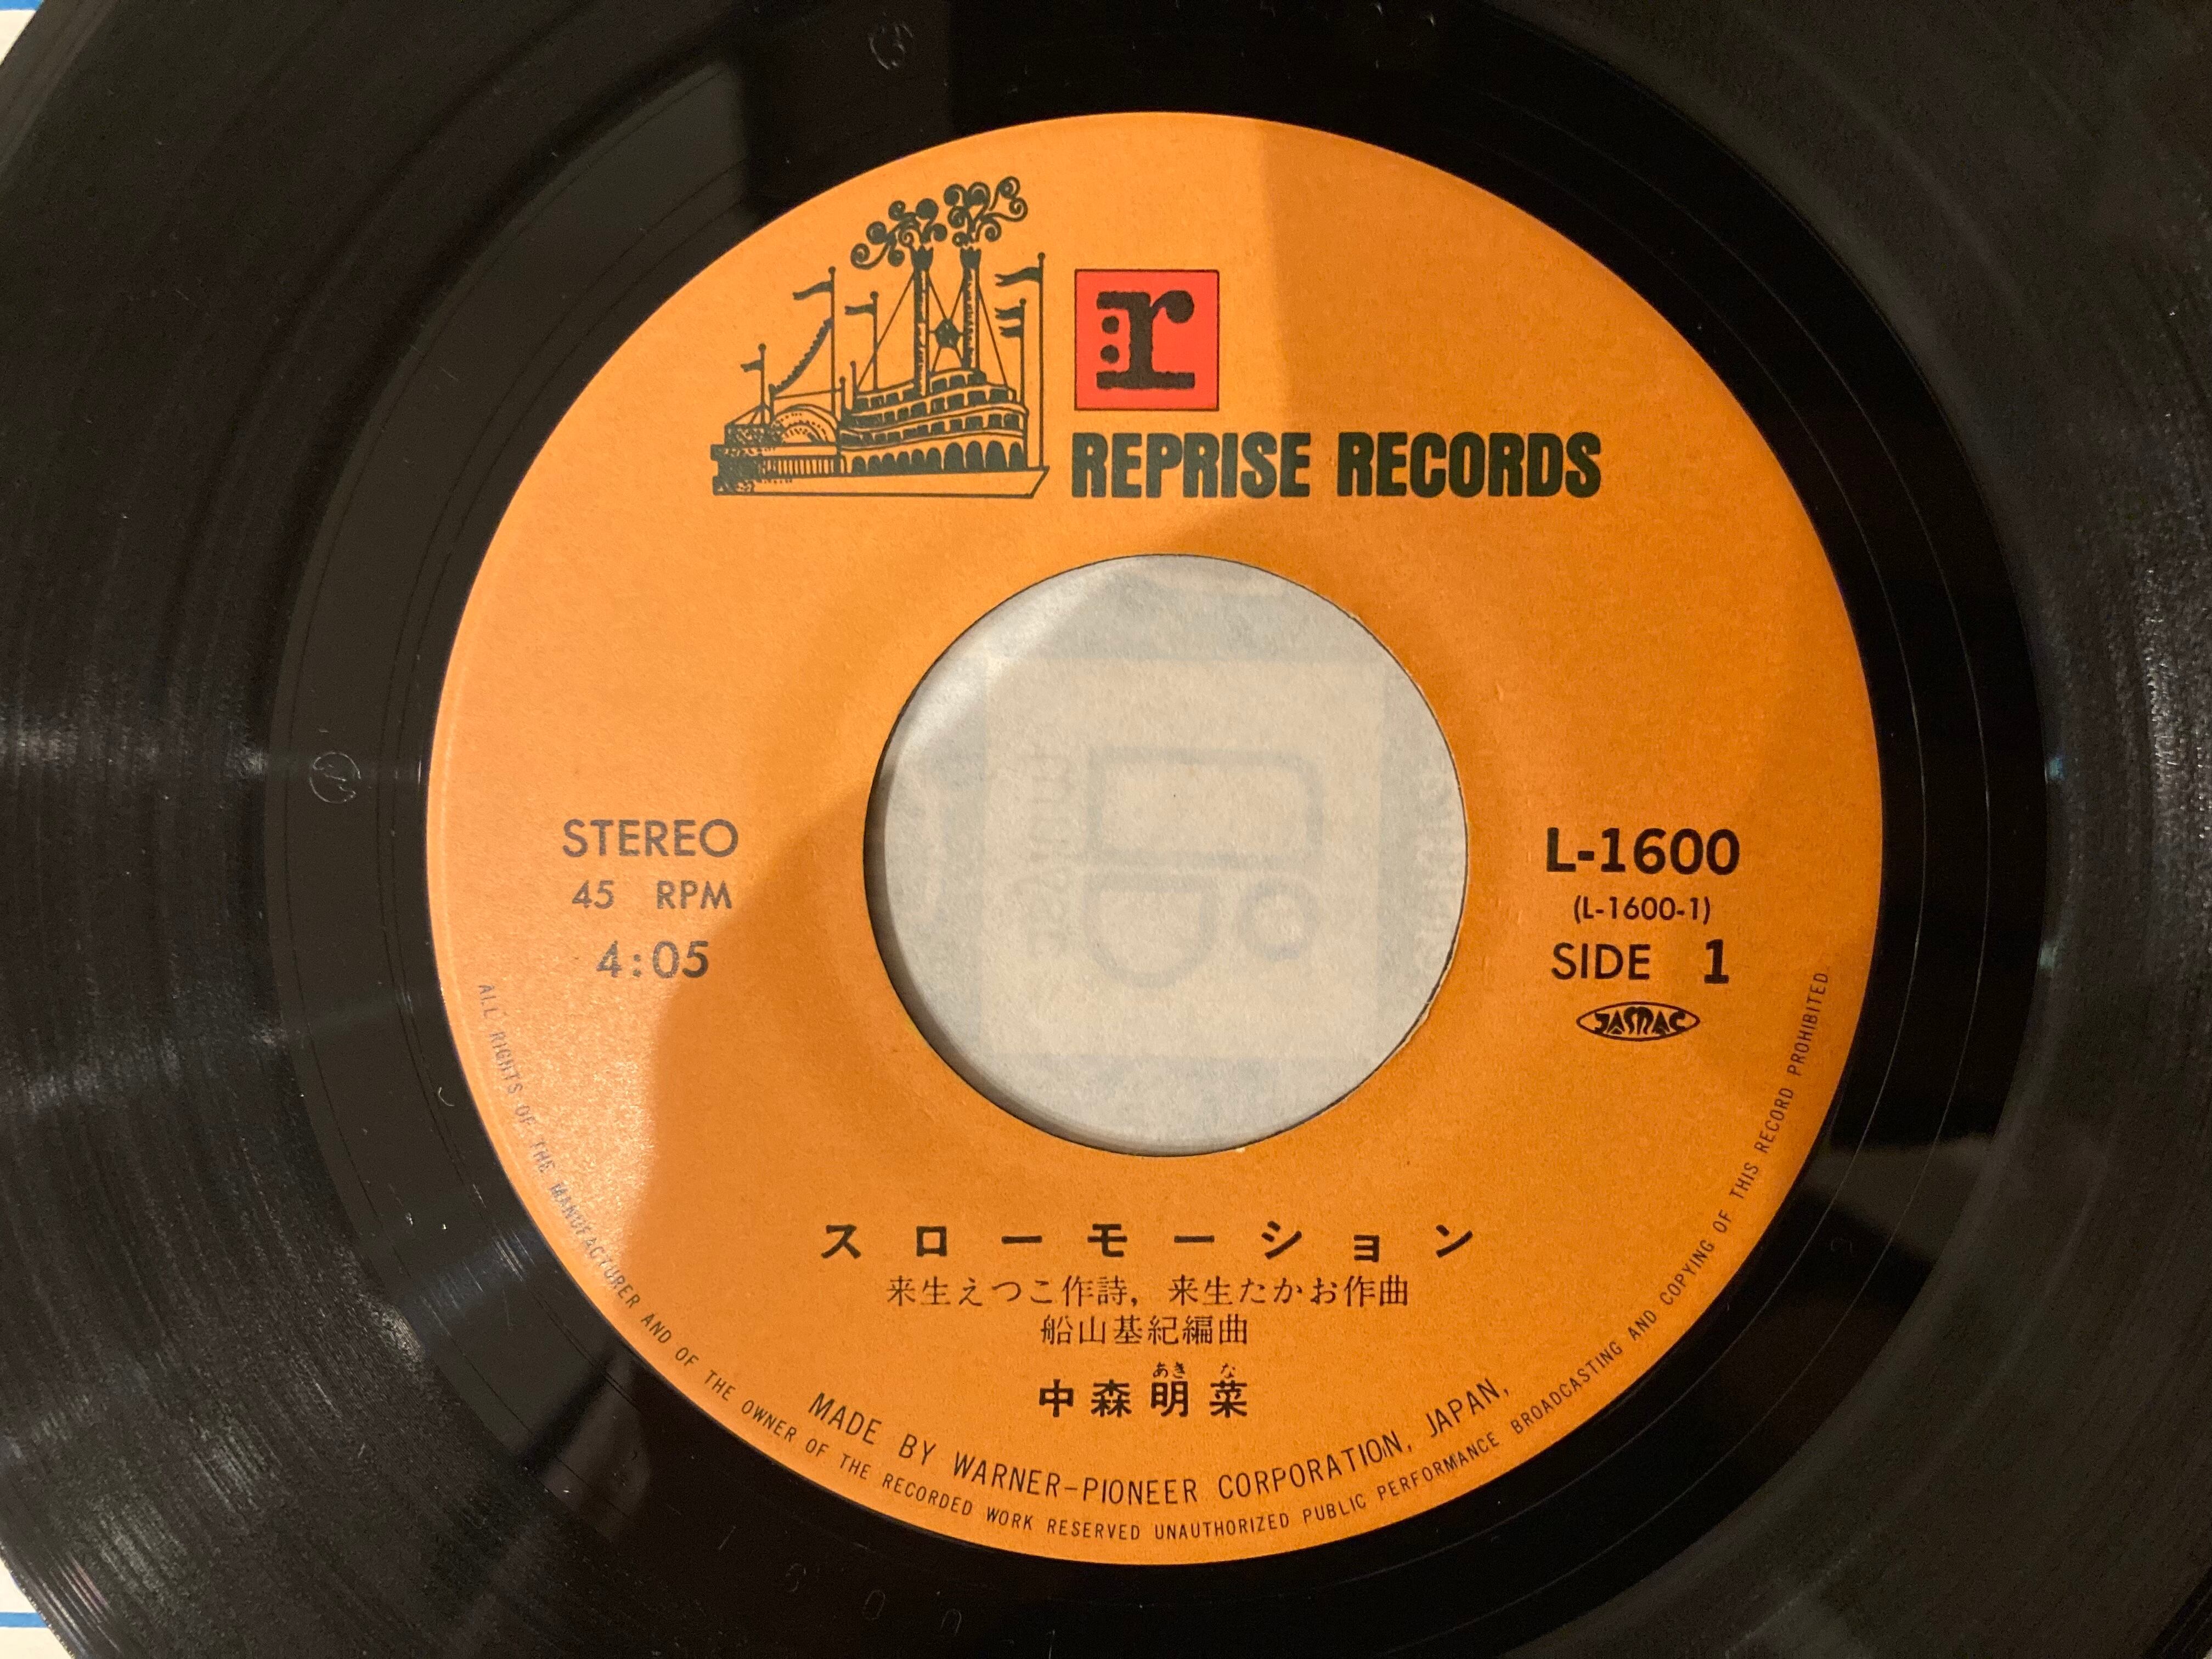 r:
REPRISE RECORDS
STEREO
45 RPM
4:05
L-1600
(L-1600-1)
SIDE 1
JASRAC
スローモーション
来生えつこ作詩, 来生たかお作曲
船山基紀編曲
あき な
中森明菜
MADE BY WARNER-PIONEER CORPORATION, JAPAN,
ALL RIGHTS OF THE MANUFACTURER AND OF THE OWNER OF THE RECORDED WORK RESERVED UNAUTHORIZED PUBLIC PERFORMANCE BROADCASTING AND COPYING OF THIS RECORD PROHIBITED